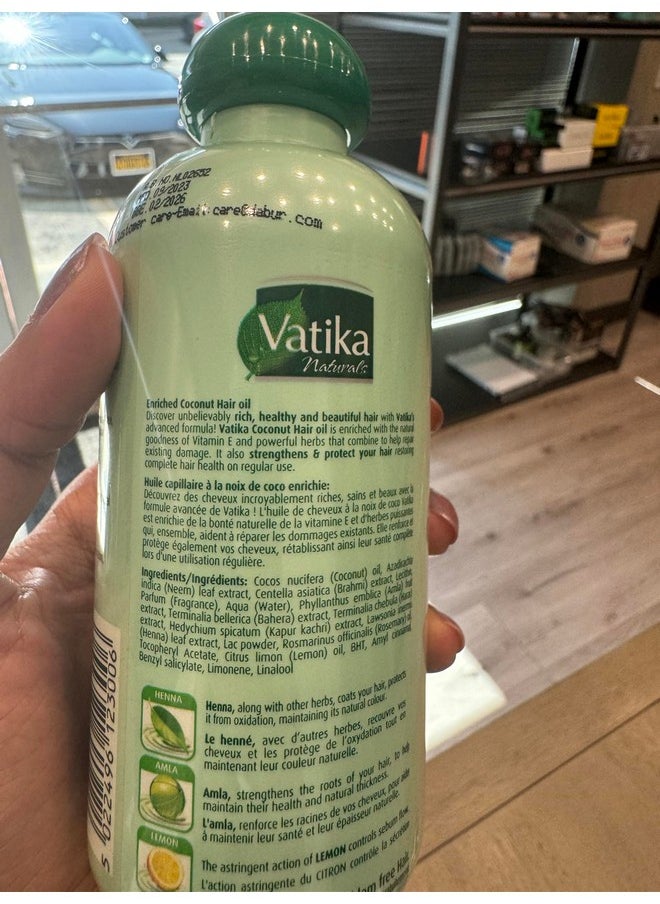 NO.NL02652
09/2023
02/2026
Customer care-Email.care@dabur.com
Vatika
Naturals
Enriched Coconut Hair oil
Discover unbelievably rich, healthy and beautiful hair with Vatika's
advanced formula! Vatika Coconut Hair oil is enriched with the natural
goodness of Vitamin E and powerful herbs that combine to help repair
existing damage. It also strengthens & protect your hair restoring
complete hair health on regular use.
Huile capillaire à la noix de coco enrichie:
Découvrez des cheveux incroyablement riches, sains et beaux avec la
formule avancée de Vatika ! L'huile de cheveux à la noix de coco Vatika
est enrichie de la bonté naturelle de la vitamine E et d'herbes puissantes
qui, ensemble, aident à réparer les dommages existants. Elle renforce et
protège également vos cheveux, rétablissant ainsi leur santé complète
lors d'une utilisation régulière.
Ingredients/Ingrédients: Cocos nucifera (Coconut) oil, Azadirachta
indica (Neem) leaf extract, Centella asiatica (Brahmi) extract, Lecithin,
Parfum (Fragrance), Aqua (Water), Phyllanthus emblica (Amla) fruit
extract, Terminalia bellerica (Bahera) extract, Terminalia chebula (Harar)
extract, Hedychium spicatum (Kapur kachri) extract, Lawsonia inermis
(Henna) leaf extract, Lac powder, Rosmarinus officinalis (Rosemary) oil,
Tocopheryl Acetate, Citrus limon (Lemon) oil, BHT, Amyl cinnamal,
Benzyl salicylate, Limonene, Linalool
HENNA
Henna, along with other herbs, coats your hair, protects
it from oxidation, maintaining its natural colour.
Le henné, avec d'autres herbes, recouvre vos
cheveux et les protège de l'oxydation tout en
maintenant leur couleur naturelle.
AMLA
Amla, strengthens the roots of your hair, to help
maintain their health and natural thickness.
L'amla, renforce les racines de vos cheveux, pour aider
à maintenir leur santé et leur épaisseur naturelle.
LEMON
The astringent action of LEMON controls sebum flow,
L'action astringente du CITRON contrôle la sécrétion
free
5 022496 123006